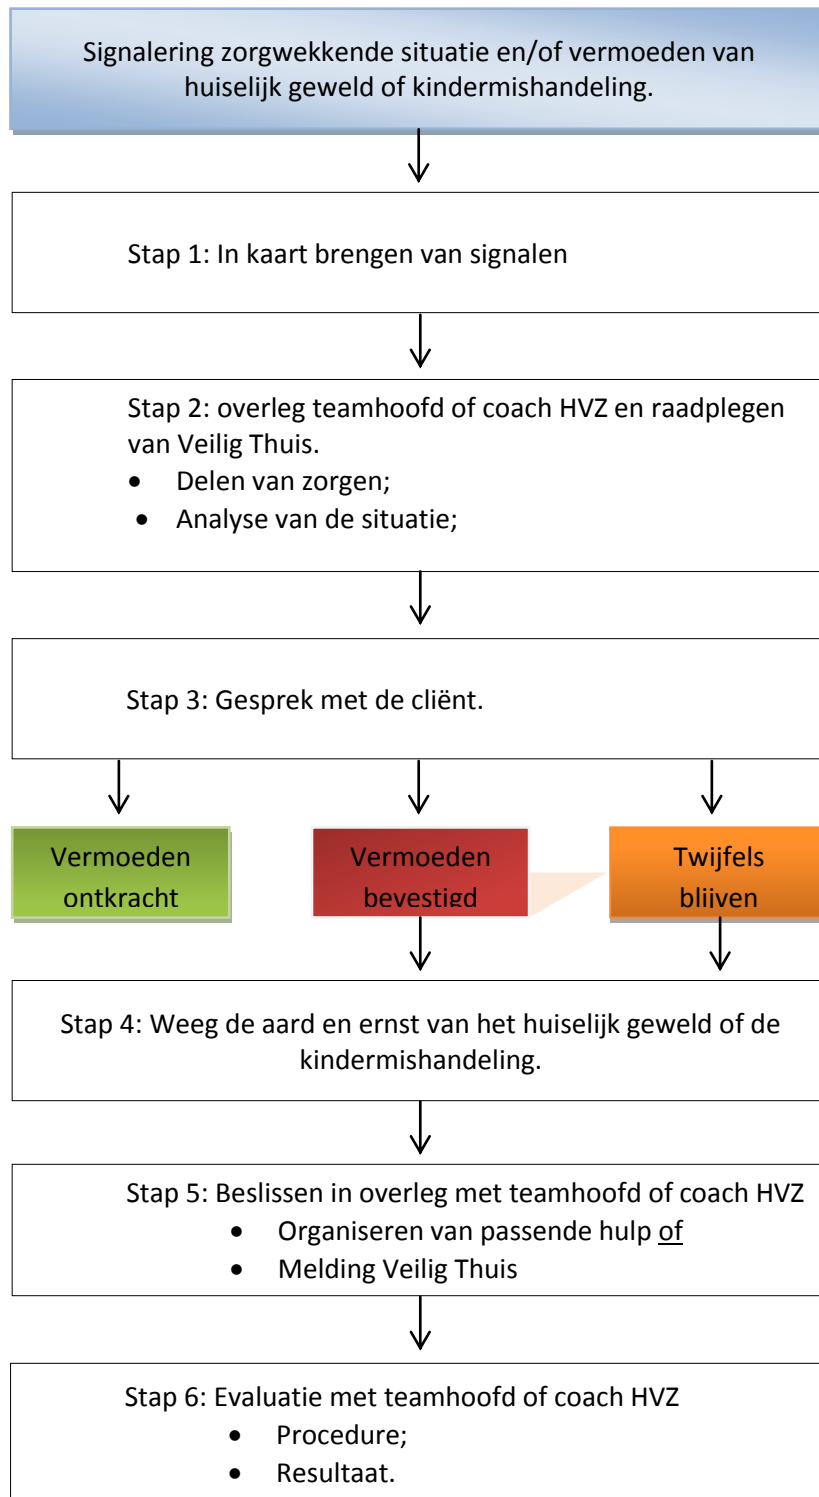 Signalering zorgwekkende situatie en/of vermoeden van
huiselijk geweld of kindermishandeling.
Stap 1: In kaart brengen van signalen
Stap 2: overleg teamhoofd of coach HVZ en raadplegen
van Veilig Thuis.
• Delen van zorgen;
• Analyse van de situatie;
Stap 3: Gesprek met de cliënt.
Vermoeden
ontkracht
Vermoeden
bevestigd
Twijfels
blijven
Stap 4: Weeg de aard en ernst van het huiselijk geweld of de
kindermishandeling.
Stap 5: Beslissen in overleg met teamhoofd of coach HVZ
• Organiseren van passende hulp of
• Melding Veilig Thuis
Stap 6: Evaluatie met teamhoofd of coach HVZ
• Procedure;
• Resultaat.